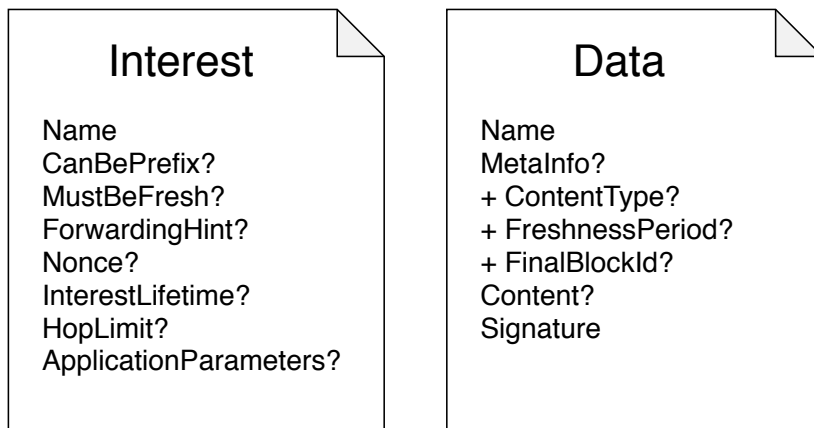 Interest
Name
CanBePrefix?
MustBeFresh?
ForwardingHint?
Nonce?
InterestLifetime?
HopLimit?
ApplicationParameters?
Data
Name
MetaInfo?
+ ContentType?
+ FreshnessPeriod?
+ FinalBlockId?
Content?
Signature